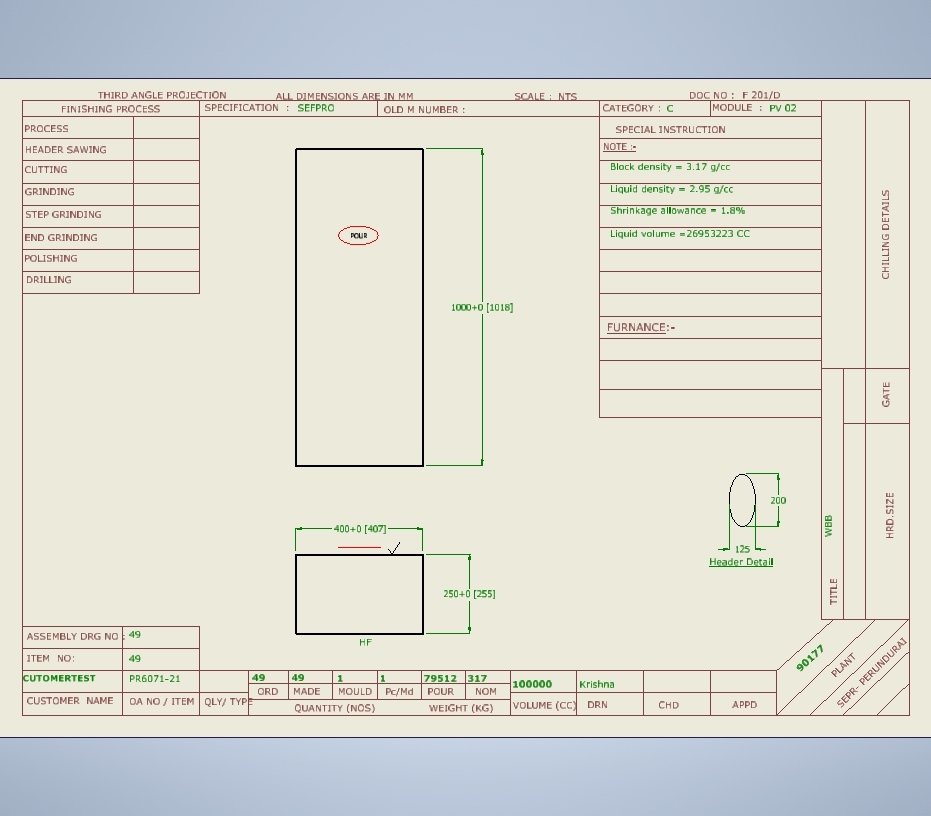 THIRD ANGLE PROJECTION ALL DIMENSIONS ARE IN MM SCALE : NTS DOC NO : F 201/D
FINISHING PROCESS SPECIFICATION : SEFPRO OLD M NUMBER : CATEGORY : C MODULE : PV 02
PROCESS
HEADER SAWING
CUTTING
GRINDING
STEP GRINDING
END GRINDING
POLISHING
DRILLING
POUR
1000+0 [1018]
SPECIAL INSTRUCTION
NOTE :-
Block density = 3.17 g/cc
Liquid density = 2.95 g/cc
Shrinkage allowance = 1.8%
Liquid volume =26953223 CC
FURNANCE:-
CHILLING DETAILS
GATE
HRD.SIZE
WBB
TITLE
400+0 [407]
250+0 [255]
HF
200
125
Header Detail
ASSEMBLY DRG NO : 49
ITEM NO: 49
CUTOMERTEST PR6071-21
CUSTOMER NAME OA NO / ITEM QLY/ TYPE
49 49 1 1 79512 317
ORD MADE MOULD Pc/Md POUR NOM
QUANTITY (NOS) WEIGHT (KG)
100000 Krishna
VOLUME (CC) DRN CHD APPD
90177
PLANT
SEPR- PERUNDURAI